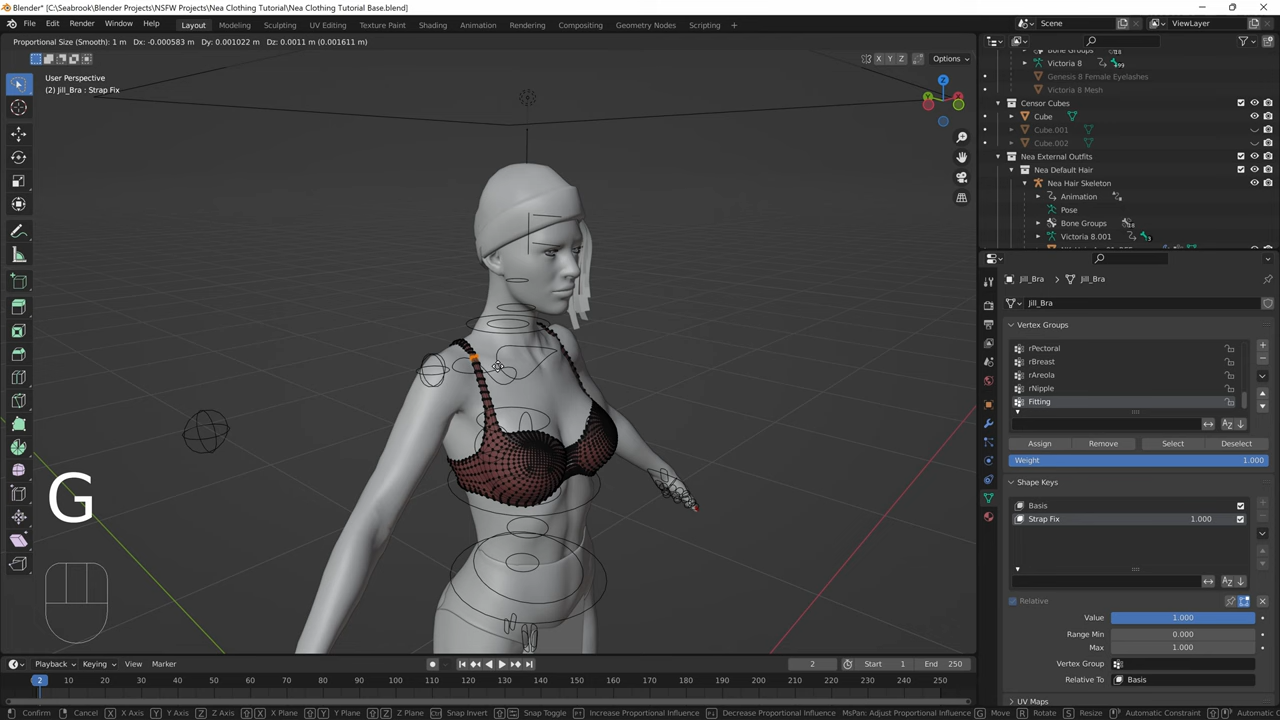 Blender* [C:\Seabrook\Blender Projects\NSFW Projects\Nea Clothing Tutorial\Nea Clothing Tutorial Base.blend]
File Edit Render Window Help Layout Modeling Sculpting UV Editing Texture Paint Shading Animation Rendering Compositing Geometry Nodes Scripting + Scene ViewLayer
Proportional Size (Smooth): 1 m Dx: -0.000583 m Dy: 0.001022 m Dz: 0.0011 m (0.001611 m)
X Y Z Options
User Perspective
(2) Jill_Bra : Strap Fix
Z
Bone Groups
Victoria 8
Genesis 8 Female Eyelashes
Victoria 8 Mesh
Censor Cubes
Cube
Cube.001
Cube.002
Nea External Outfits
Nea Default Hair
Nea Hair Skeleton
Animation
Pose
Bone Groups
Victoria 8.001
Jill_Bra > Jill_Bra
Jill_Bra
Vertex Groups
rPectoral
rBreast
rAreola
rNipple
Fitting
Assign Remove Select Deselect
Weight 1.000
Shape Keys
Basis
Strap Fix 1.000
Relative
Value 1.000
Range Min 0.000
Max 1.000
Vertex Group
Relative To Basis
UV Maps
G
Playback Keying View Marker 2 Start 1 End 250
2 10 20 30 40 50 60 70 80 90 100 110 120 130 140 150 160 170 180 190 200 210 220 230 240 250
Confirm Cancel X X Axis Y Y Axis Z Z Axis X X Plane Y Y Plane Z Z Plane Snap Invert Snap Toggle Increase Proportional Influence Decrease Proportional Influence MsPan: Adjust Proportional Influence G Move R Rotate S Resize Automatic Constraint